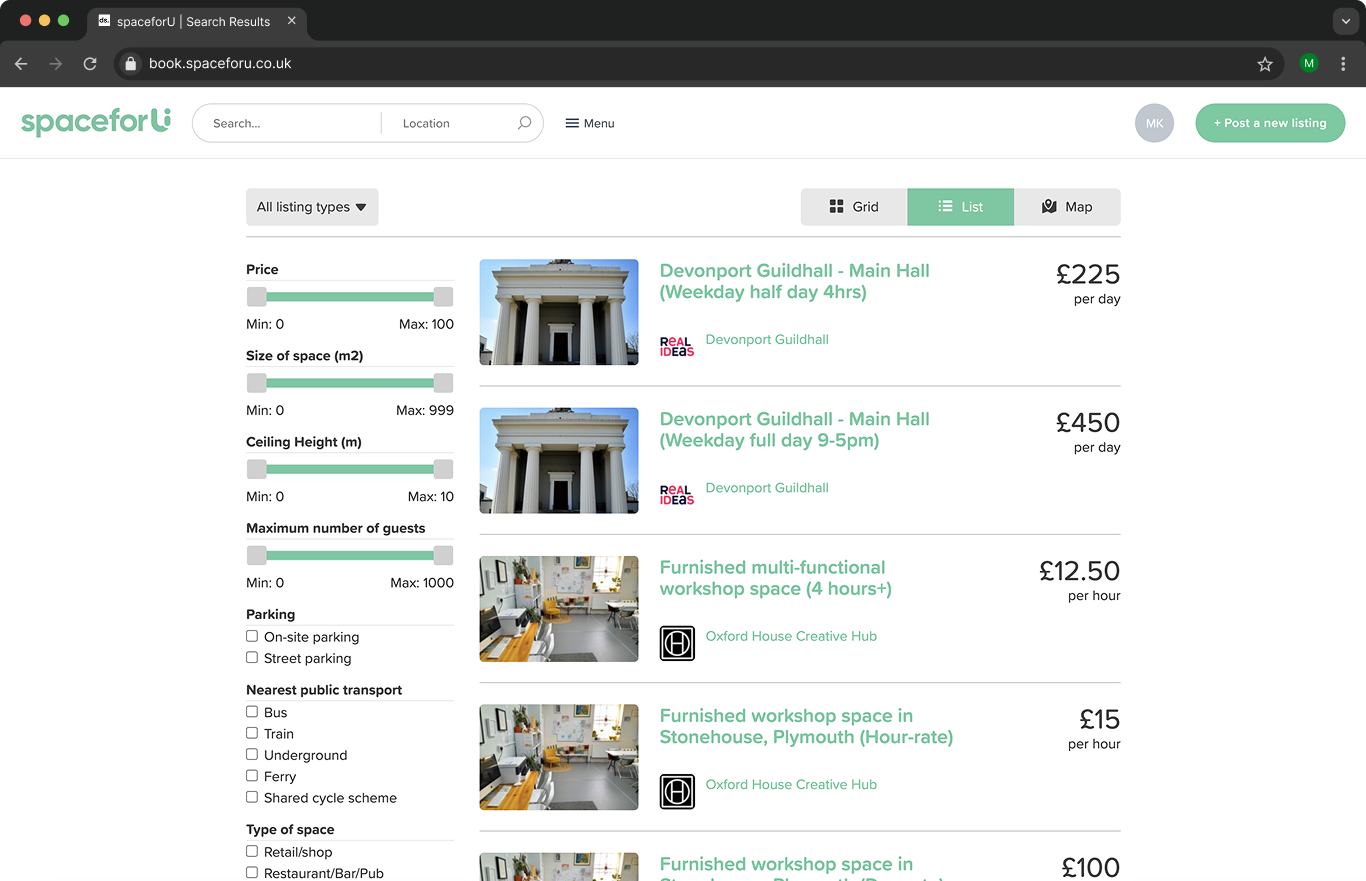 ds. spaceforU | Search Results
book.spaceforu.co.uk
M
spaceforU
Search...
Location
Menu
MK
+ Post a new listing
All listing types
Grid
List
Map
Price
Min: 0
Max: 100
Size of space (m2)
Min: 0
Max: 999
Ceiling Height (m)
Min: 0
Max: 10
Maximum number of guests
Min: 0
Max: 1000
Parking
On-site parking
Street parking
Nearest public transport
Bus
Train
Underground
Ferry
Shared cycle scheme
Type of space
Retail/shop
Restaurant/Bar/Pub
Devonport Guildhall - Main Hall
(Weekday half day 4hrs)
£225
per day
ReaL
IDEas
Devonport Guildhall
Devonport Guildhall - Main Hall
(Weekday full day 9-5pm)
£450
per day
ReaL
IDEas
Devonport Guildhall
Furnished multi-functional
workshop space (4 hours+)
£12.50
per hour
Oxford House Creative Hub
Furnished workshop space in
Stonehouse, Plymouth (Hour-rate)
£15
per hour
Oxford House Creative Hub
Furnished workshop space in
£100